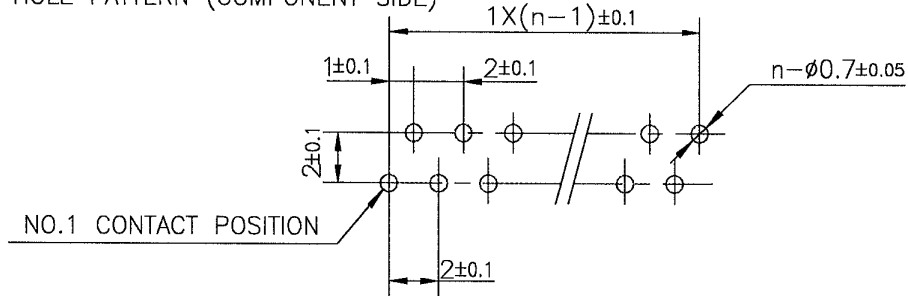 HOLE PATTERN (COMPONENT SIDE)
1X(n-1)±0.1
1±0.1
2±0.1
n-Ø0.7±0.05
2±0.1
NO.1 CONTACT POSITION
2±0.1